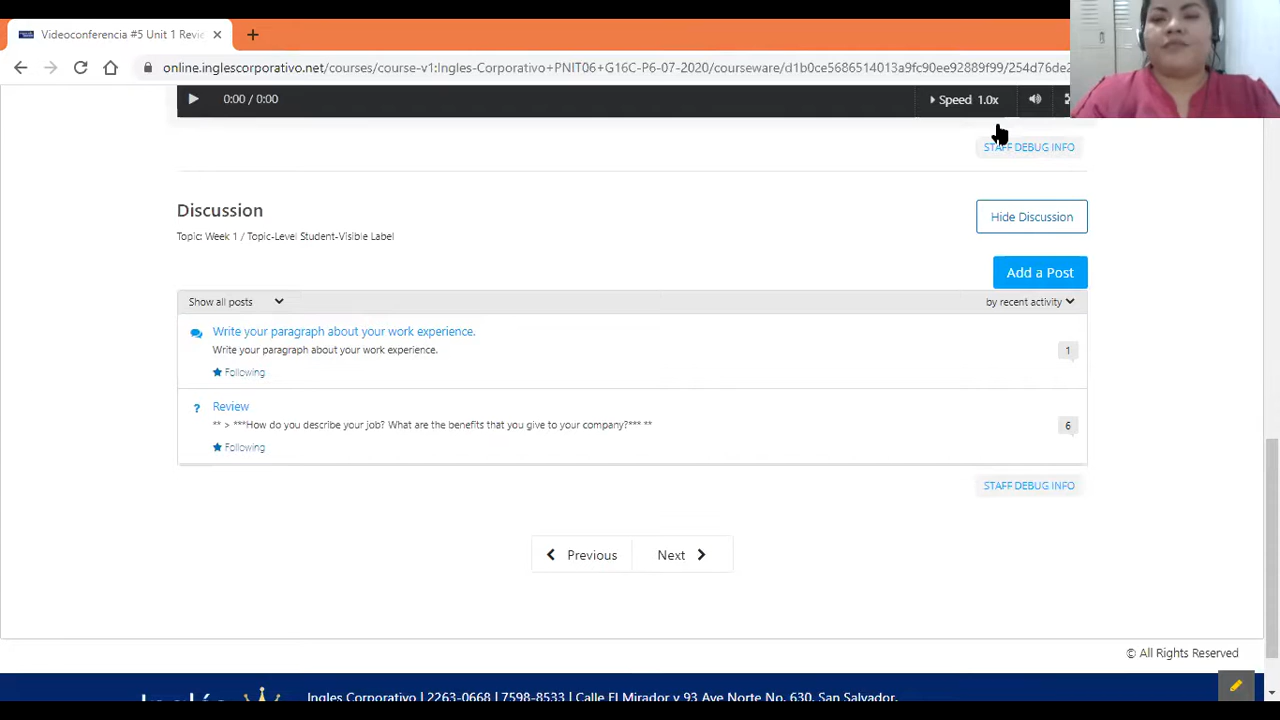 Videoconferencia #5 Unit 1 Revi
online.inglescorporativo.net/courses/course-v1:Ingles-Corporativo+PNIT06+G16C-P6-07-2020/courseware/d1b0ce5686514013a9fc90ee92889f99/254d76de2
0:00 / 0:00
Speed 1.0x
STAFF DEBUG INFO
Discussion
Hide Discussion
Topic: Week 1 / Topic-Level Student-Visible Label
Add a Post
Show all posts
by recent activity
Write your paragraph about your work experience.
Write your paragraph about your work experience.
1
Following
? Review
** > ***How do you describe your job? What are the benefits that you give to your company?*** **
6
Following
STAFF DEBUG INFO
Previous
Next
© All Rights Reserved
Ingles Corporativo | 2263-0668 | 7598-8533 | Calle El Mirador y 93 Ave Norte No. 630, San Salvador.